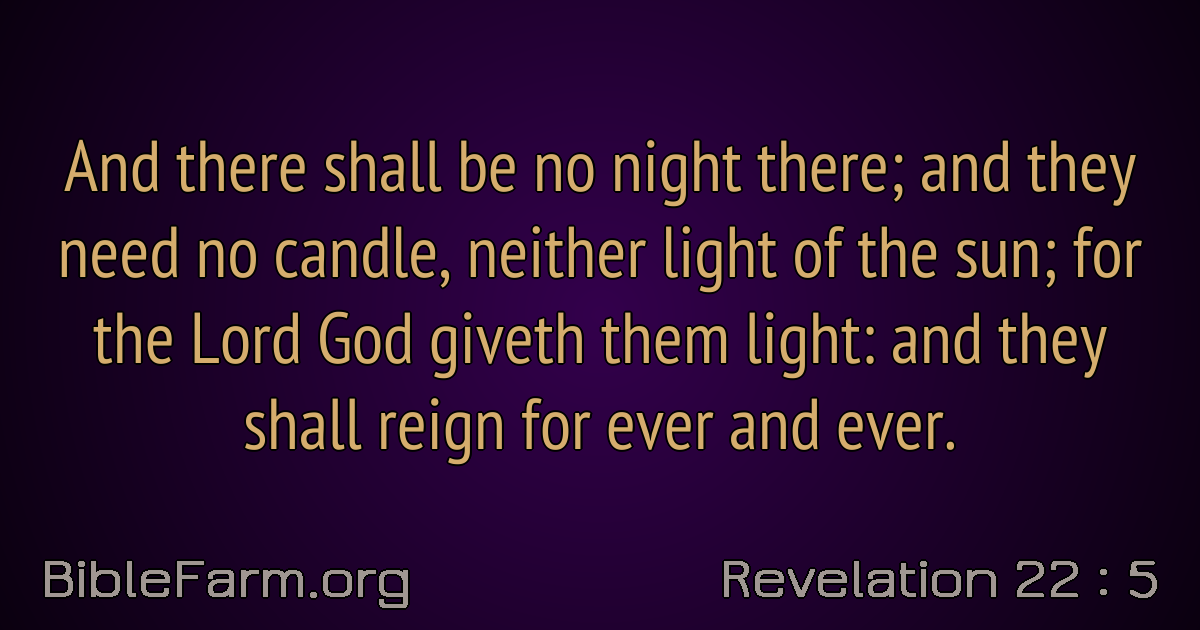 And there shall be no night there; and they
need no candle, neither light of the sun; for
the Lord God giveth them light: and they
shall reign for ever and ever.
BibleFarm.org
Revelation 22 : 5